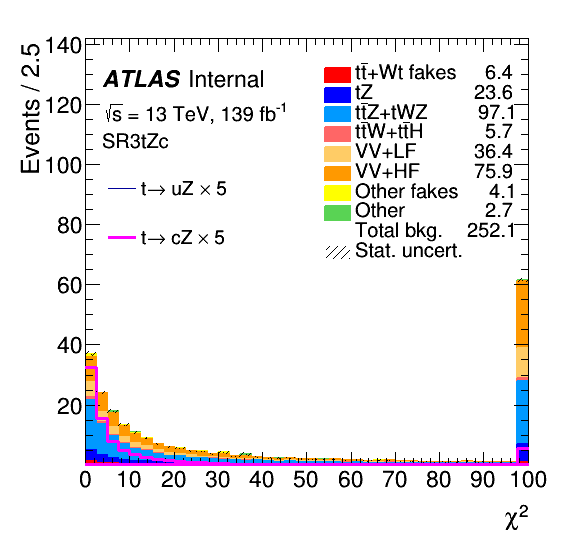 Events / 2.5
140
120
100
80
60
40
20
ATLAS Internal
√s = 13 TeV, 139 fb⁻¹
SR3tZc
t→ uZ × 5
t→ cZ × 5
tt̄+Wt fakes 6.4
tZ 23.6
tt̄Z+tWZ 97.1
tt̄W+tt̄H 5.7
VV+LF 36.4
VV+HF 75.9
Other fakes 4.1
Other 2.7
Total bkg. 252.1
Stat. uncert.
0 10 20 30 40 50 60 70 80 90 100
χ²